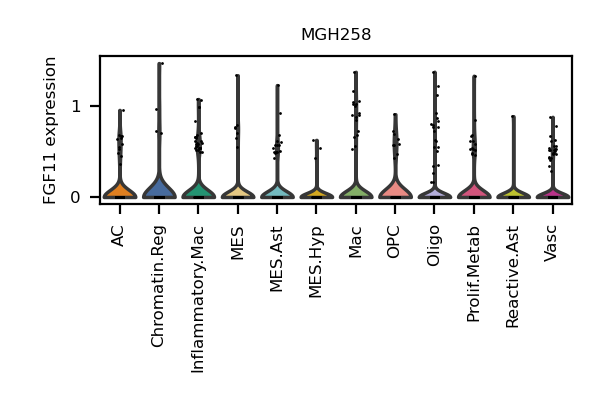 MGH258
FGF11 expression
1
0
AC
Chromatin.Reg
Inflammatory.Mac
MES
MES.Ast
MES.Hyp
Mac
OPC
Oligo
Prolif.Metab
Reactive.Ast
Vasc